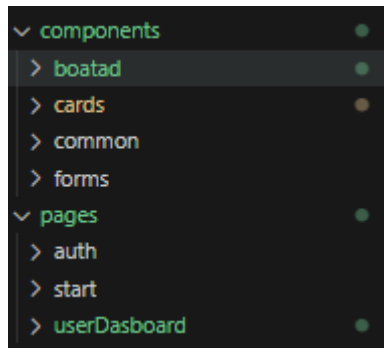 components
boatad
cards
common
forms
pages
auth
start
userDasboard